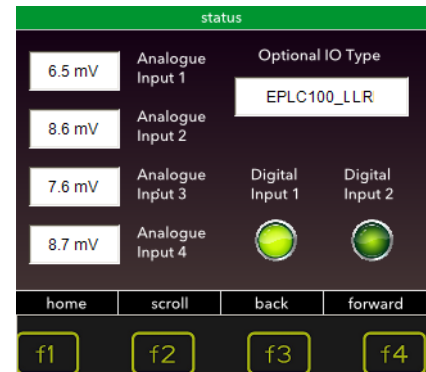 status
6.5 mV
Analogue
Input 1
8.6 mV
Analogue
Input 2
7.6 mV
Analogue
Input 3
8.7 mV
Analogue
Input 4
Optional IO Type
EPLC100_LLR
Digital
Input 1
Digital
Input 2
home scroll back forward
f1 f2 f3 f4